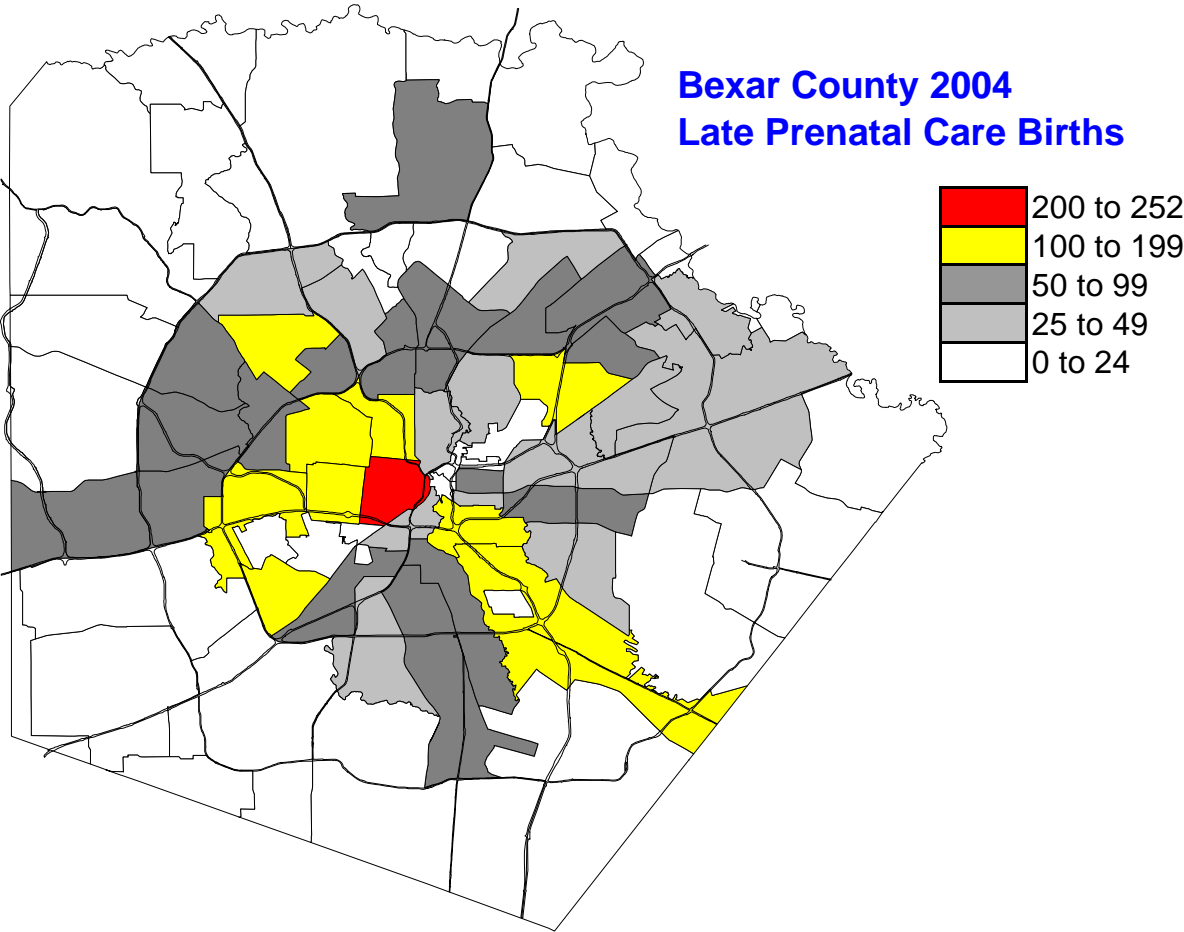 Bexar County 2004
Late Prenatal Care Births
200 to 252
100 to 199
50 to 99
25 to 49
0 to 24